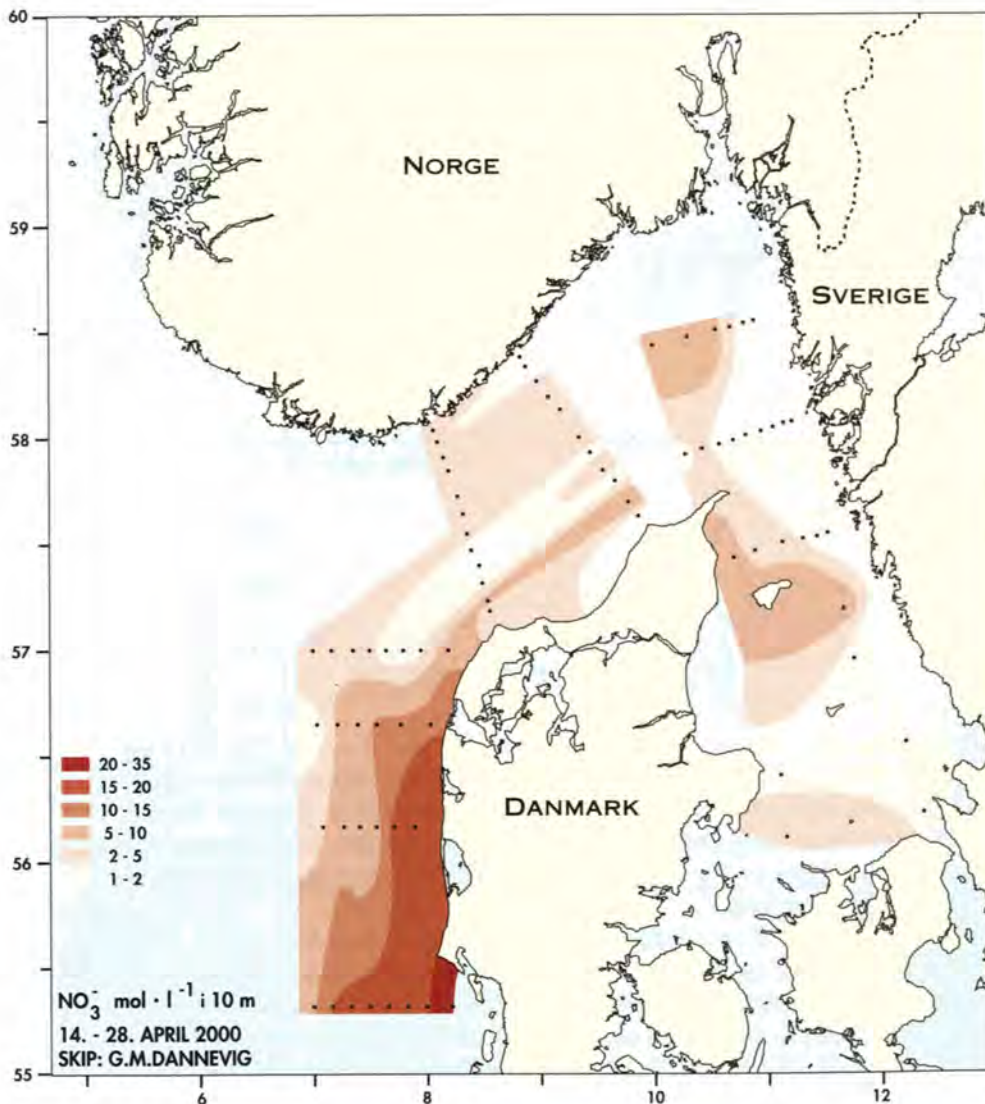 60
NORGE
59
SVERIGE
58
57
20 - 35
15 - 20
10 - 15
5 - 10
2 - 5
1 - 2
DANMARK
56
NO₃⁻ mol · l⁻¹ i 10 m
14. - 28. APRIL 2000
SKIP: G.M.DANNEVIG
55
6 8 10 12